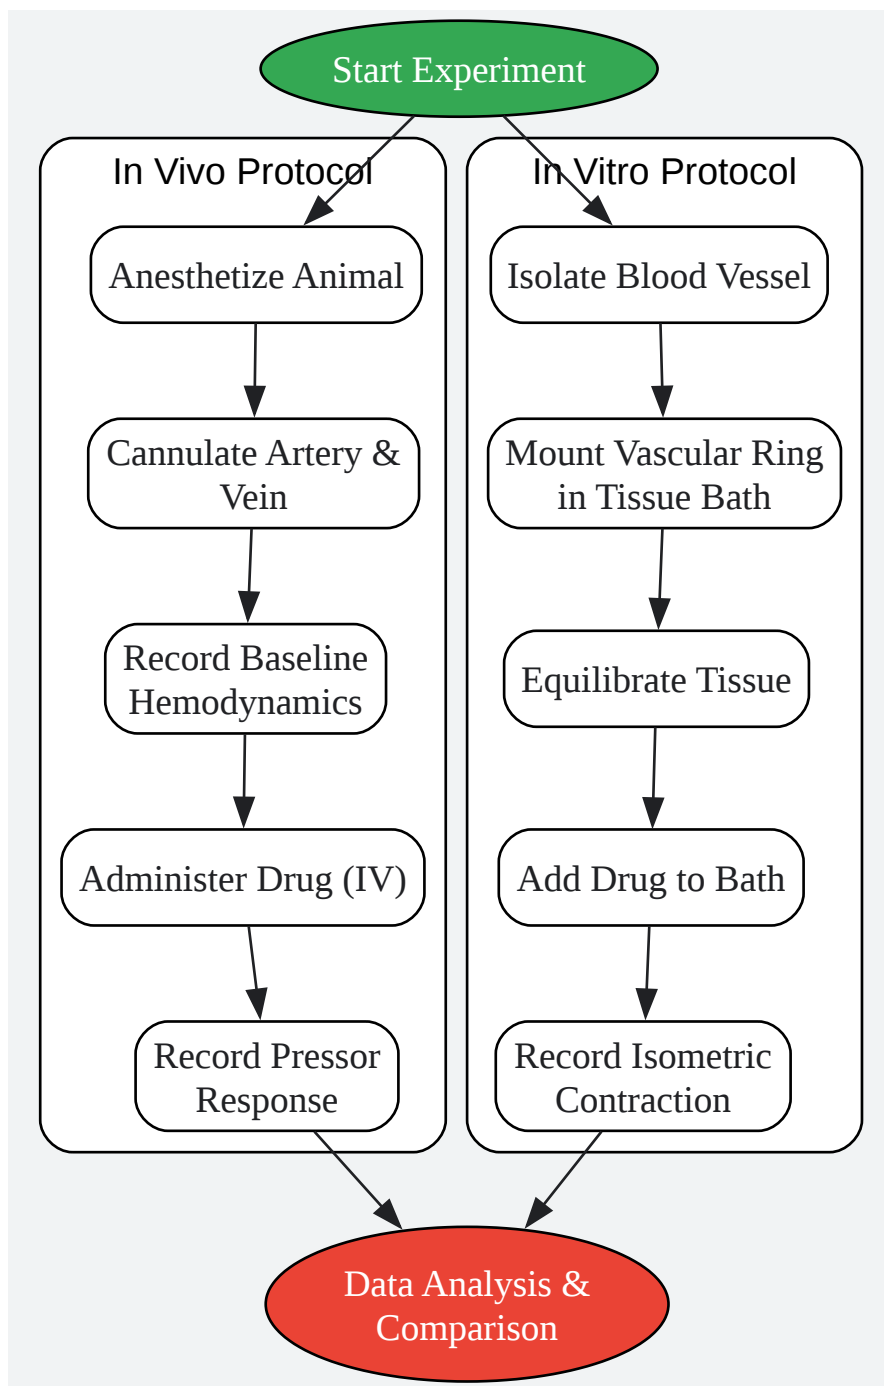 Start Experiment
In Vivo Protocol
Anesthetize Animal
Cannulate Artery &
Vein
Record Baseline
Hemodynamics
Administer Drug (IV)
Record Pressor
Response
In Vitro Protocol
Isolate Blood Vessel
Mount Vascular Ring
in Tissue Bath
Equilibrate Tissue
Add Drug to Bath
Record Isometric
Contraction
Data Analysis &
Comparison